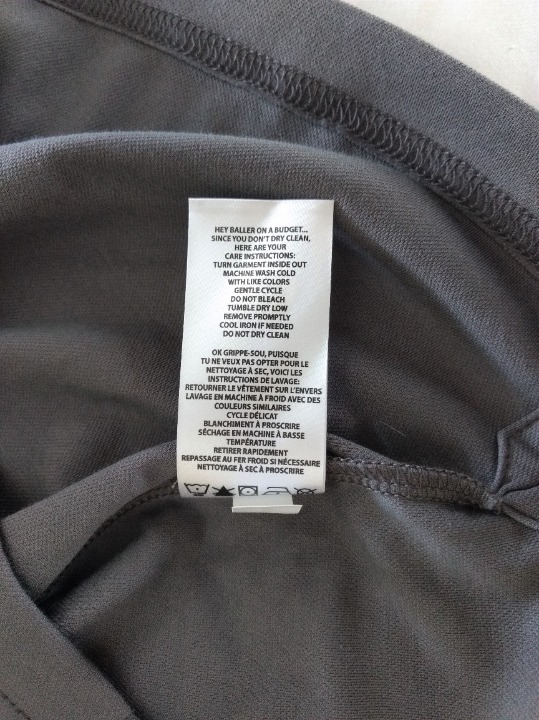 HEY BALLER ON A BUDGET...
SINCE YOU DON'T DRY CLEAN,
HERE ARE YOUR
CARE INSTRUCTIONS:
TURN GARMENT INSIDE OUT
MACHINE WASH COLD
WITH LIKE COLORS
GENTLE CYCLE
DO NOT BLEACH
TUMBLE DRY LOW
REMOVE PROMPTLY
COOL IRON IF NEEDED
DO NOT DRY CLEAN
OK GRIPPE-SOU, PUISQUE
TU NE VEUX PAS OPTER POUR LE
NETTOYAGE À SEC, VOICI LES
INSTRUCTIONS DE LAVAGE:
RETOURNER LE VÊTEMENT SUR L'ENVERS
LAVAGE EN MACHINE À FROID AVEC DES
COULEURS SIMILAIRES
CYCLE DÉLICAT
BLANCHIMENT À PROSCRIRE
SÉCHAGE EN MACHINE À BASSE
TEMPÉRATURE
RETIRER RAPIDEMENT
REPASSAGE AU FER FROID SI NÉCESSAIRE
NETTOYAGE À SEC À PROSCRIRE